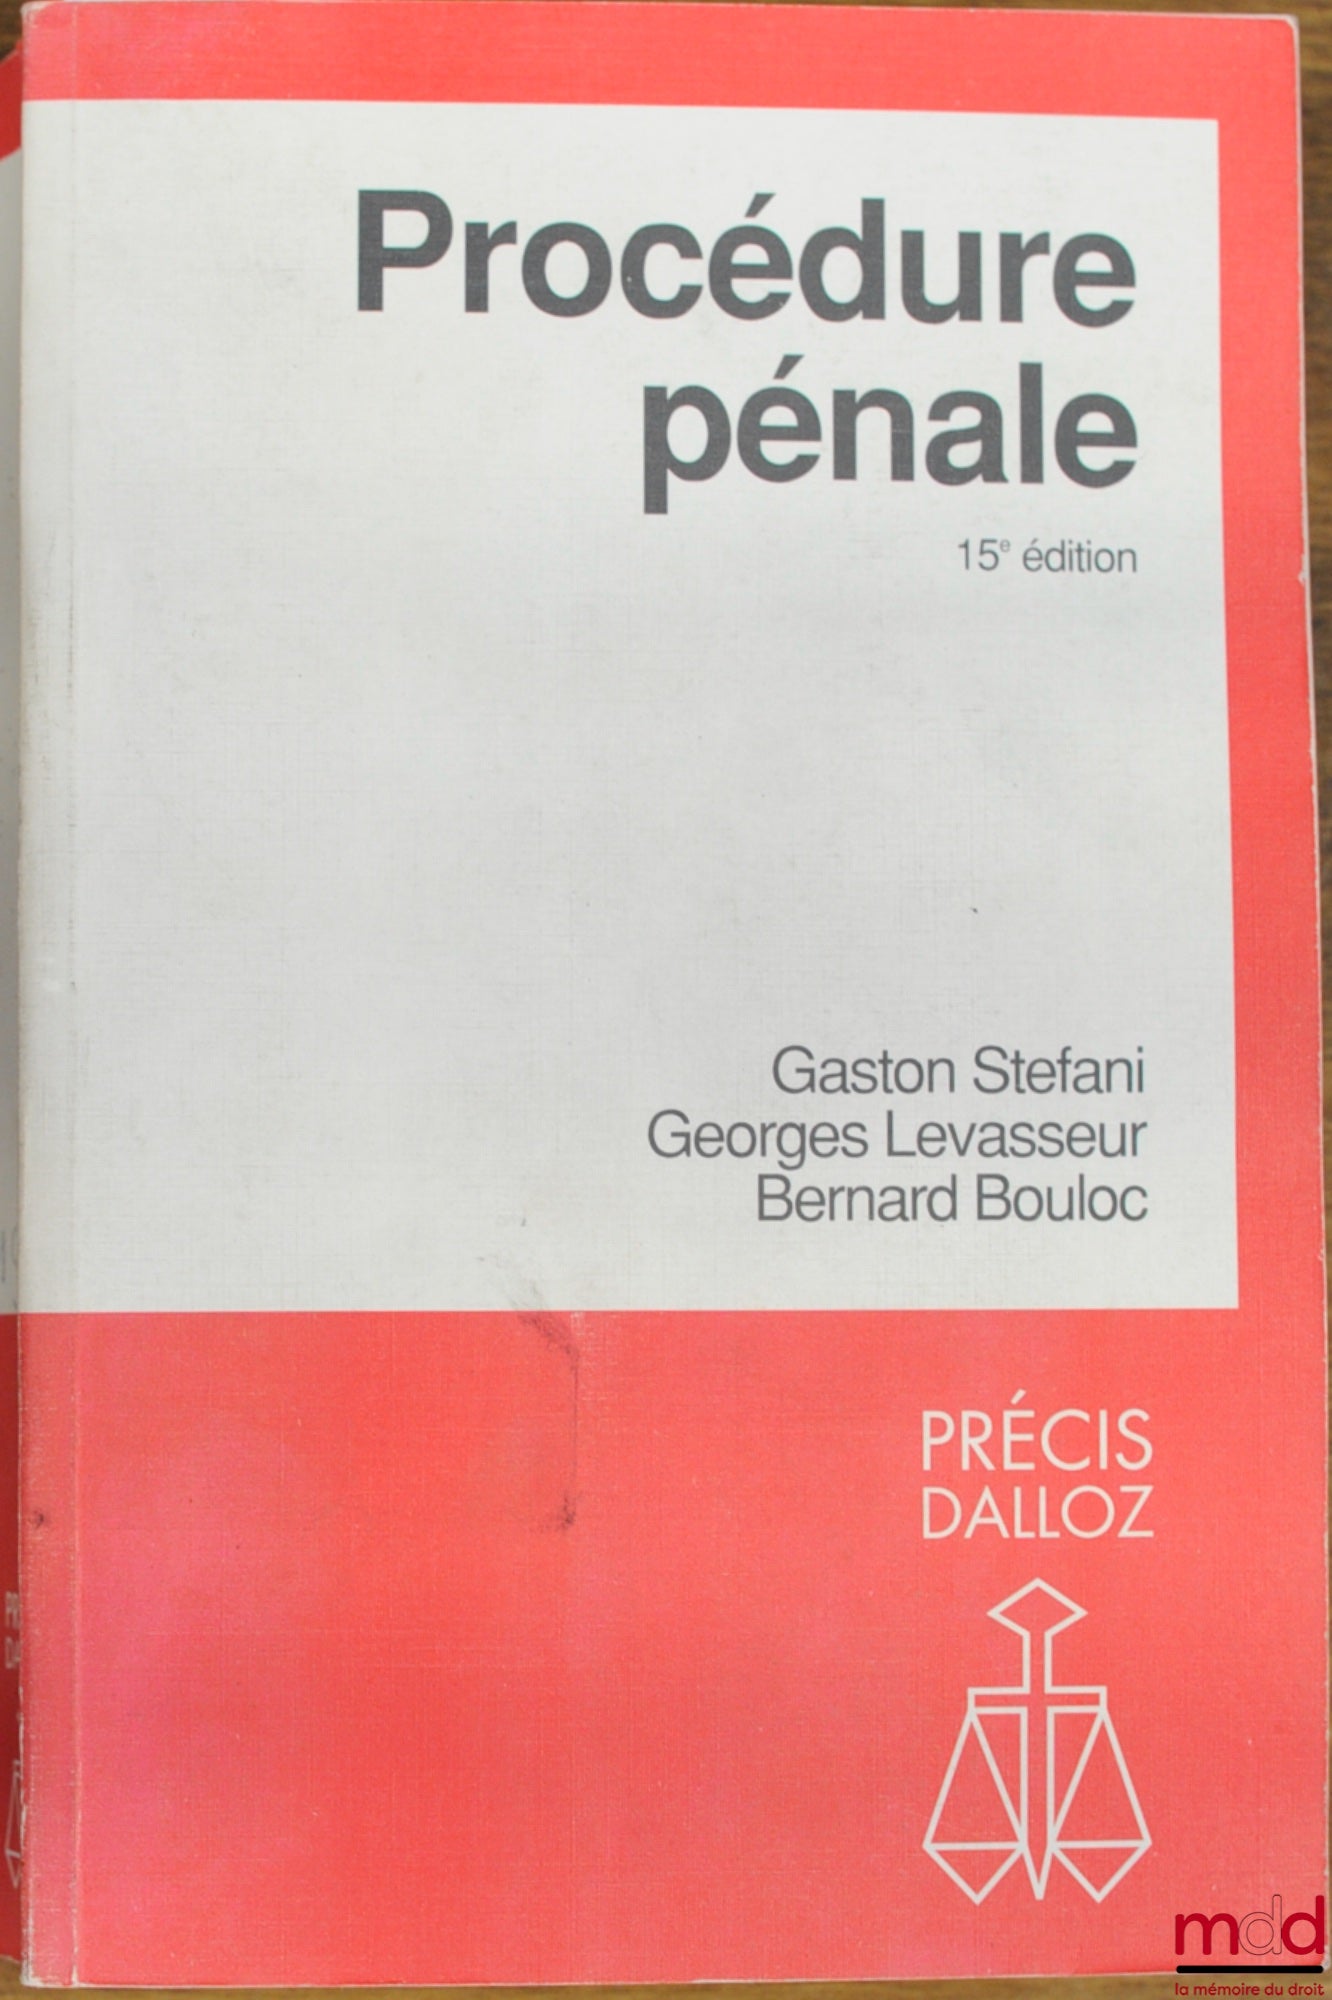 Procédure
pénale
15e édition
Gaston Stefani
Georges Levasseur
Bernard Bouloc
PRÉCIS
DALLOZ
mdd
la mémoire du droit